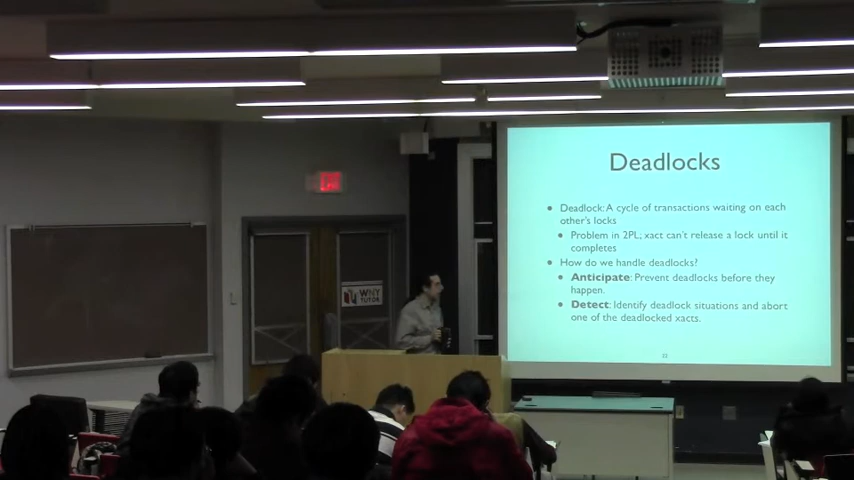 Deadlocks
• Deadlock: A cycle of transactions waiting on each
other's locks
• Problem in 2PL; xact can't release a lock until it
completes
• How do we handle deadlocks?
• Anticipate: Prevent deadlocks before they
happen.
• Detect: Identify deadlock situations and abort
one of the deadlocked xacts.
WNY
TUTOR